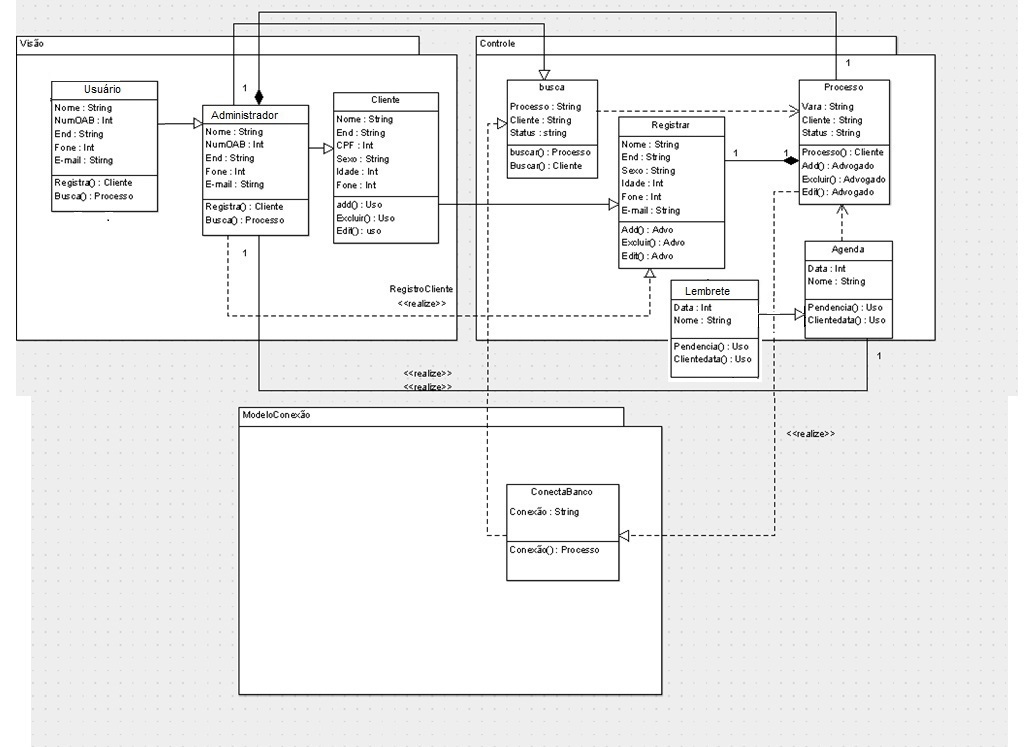 Visão
Usuário
Nome : String
NumOAB : Int
End : String
Fone : Int
E-mail : String
Registra() : Cliente
Busca() : Processo
1
Administrador
Nome : String
NumOAB : Int
End : String
Fone : Int
E-mail : String
Registra() : Cliente
Busca() : Processo
1
Cliente
Nome : String
End : String
CPF : Int
Sexo : String
Idade : Int
Fone : Int
add() : Uso
Excluir() : Uso
Edit() : uso
RegistroCliente
<<realize>>
Controle
busca
Processo : String
Cliente : String
Status : string
buscar() : Processo
Buscar() : Cliente
Registrar
Nome : String
End : String
Sexo : String
Idade : Int
Fone : Int
E-mail : String
Add() : Advo
Excluir() : Advo
Edit() : Advo
1
1
1
Processo
Vara : String
Cliente : String
Status : String
Processo() : Cliente
Add() : Advogado
Excluir() : Advogado
Edit() : Advogado
Lembrete
Data : Int
Nome : String
Pendencia() : Uso
Clientedata() : Uso
Agenda
Data : Int
Nome : String
Pendencia() : Uso
Clientedata() : Uso
1
<<realize>>
<<realize>>
<<realize>>
ModeloConexão
ConectaBanco
Conexão : String
Conexão() : Processo